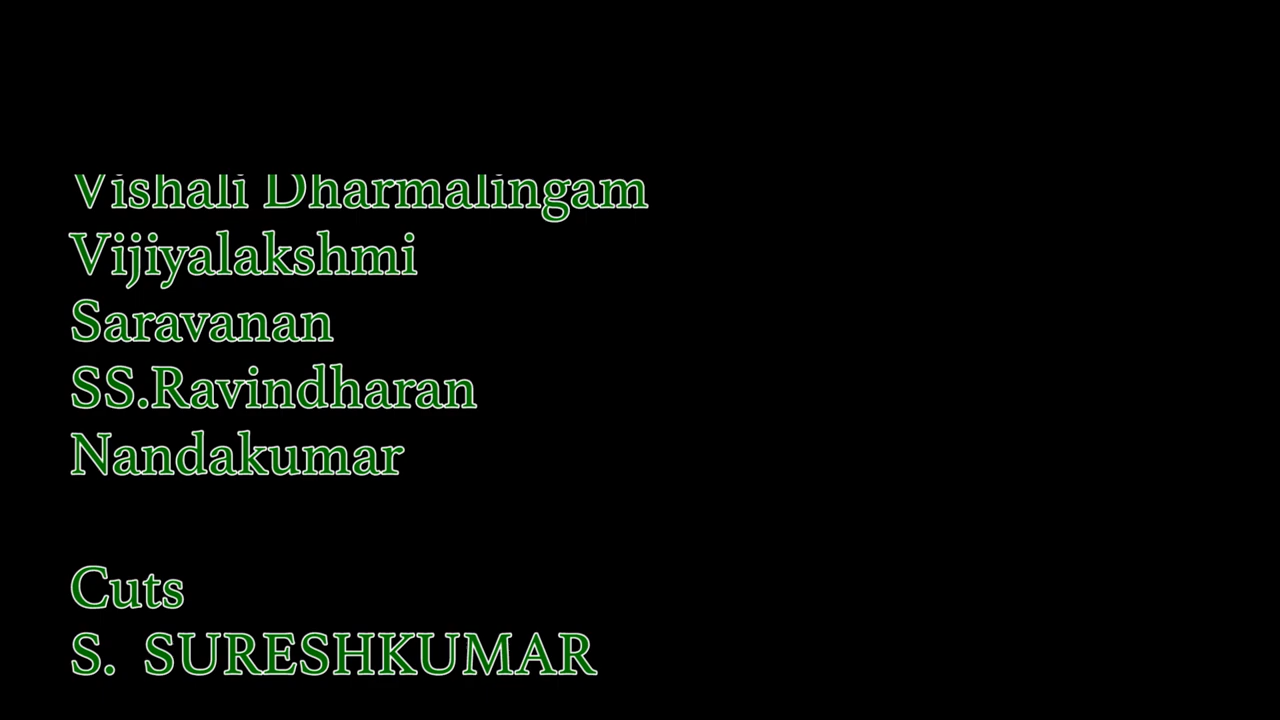 Vishali Dharmalingam
Vijiyalakshmi
Saravanan
SS.Ravindharan
Nandakumar
Cuts
S. SURESHKUMAR